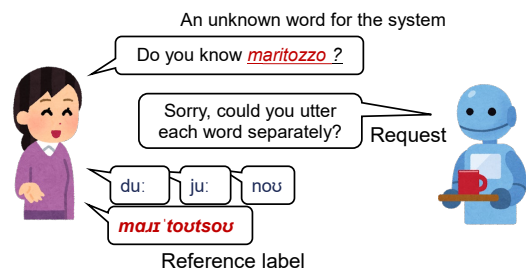 An unknown word for the system
Do you know maritozzo ?
Sorry, could you utter
each word separately?
Request
duː
juː
noʊ
mɑɹɪˈtoʊtsoʊ
Reference label